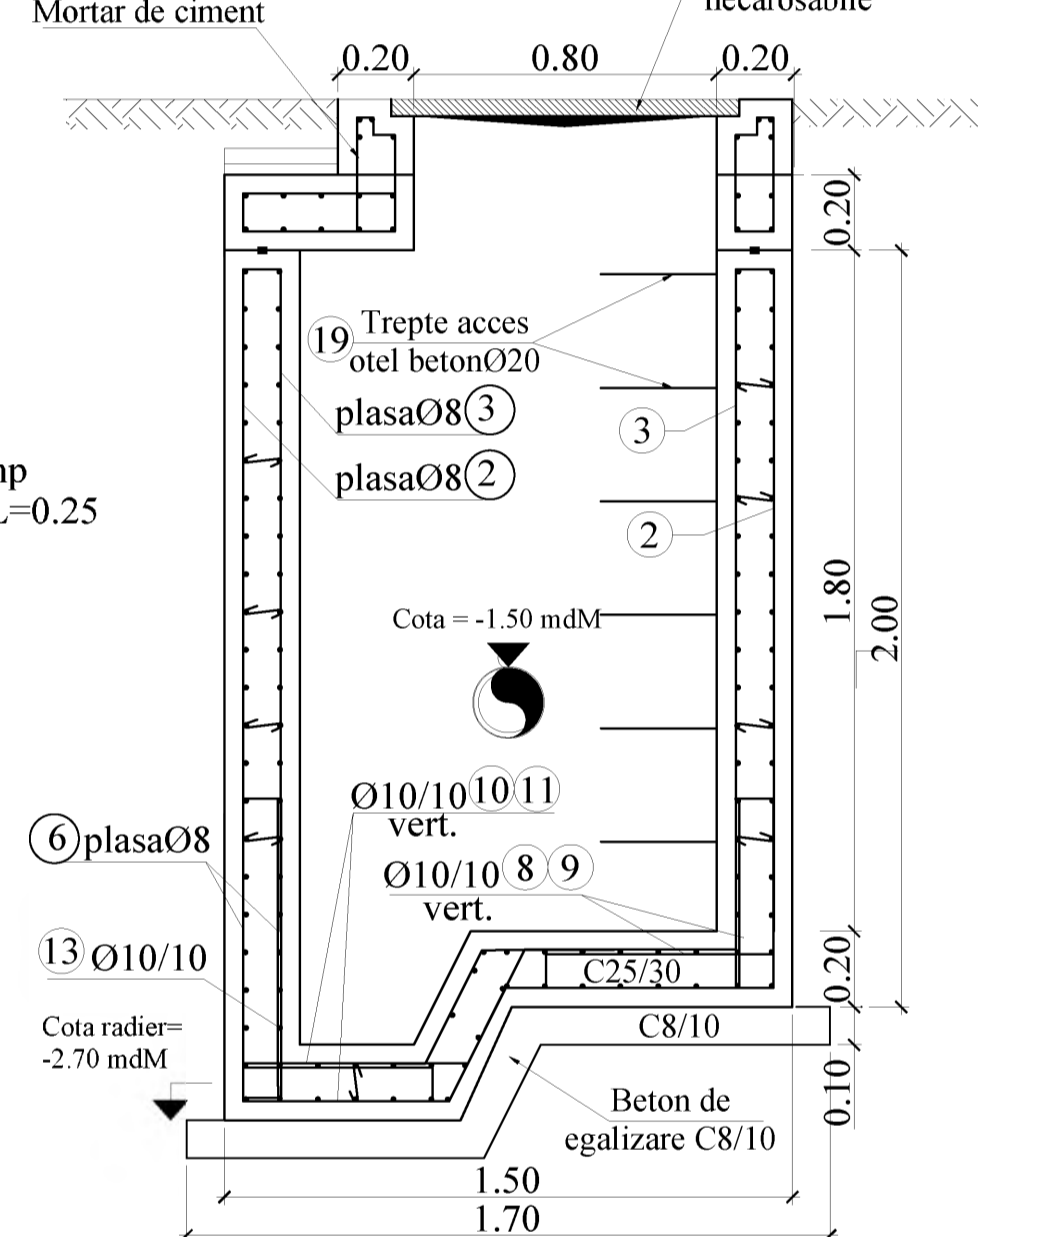 Mortar de ciment
0.20
0.80
0.20
0.20
19 Trepte acces
otel betonØ20
plasaØ8 3
3
plasaØ8 2
L=0.25
2
1.80
2.00
Cota = -1.50 mdM
Ø10/10 10 11
vert.
6 plasaØ8
Ø10/10 8 9
vert.
13 Ø10/10
C25/30
0.20
Cota radier=
-2.70 mdM
C8/10
0.10
Beton de
egalizare C8/10
1.50
1.70